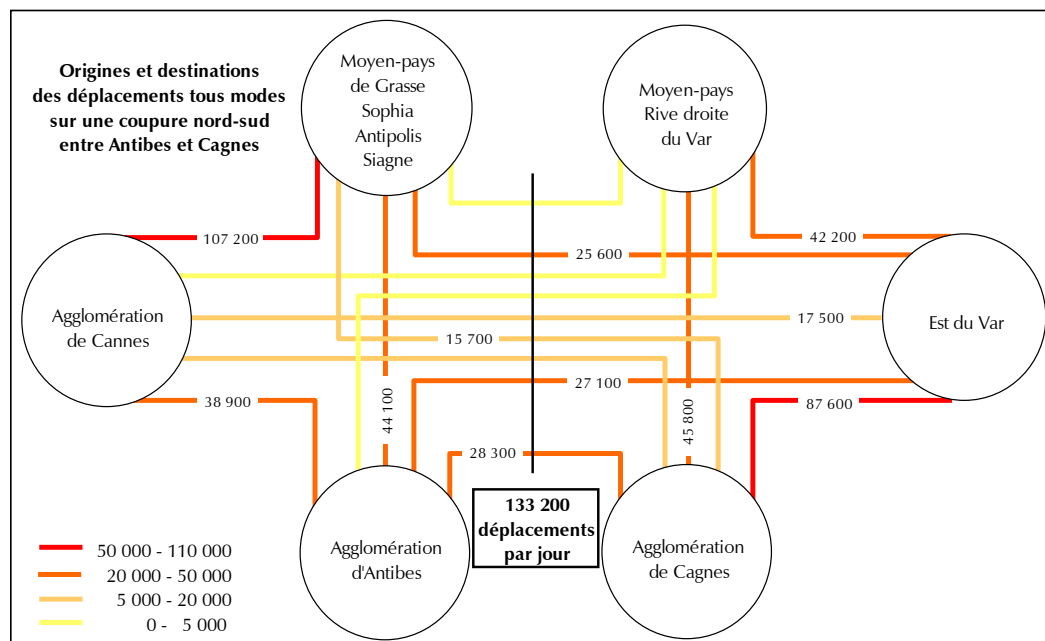 Origines et destinations
des déplacements tous modes
sur une coupure nord-sud
entre Antibes et Cagnes
Moyen-pays
de Grasse
Sophia
Antipolis
Siagne
Moyen-pays
Rive droite
du Var
107 200
42 200
25 600
Agglomération
de Cannes
17 500
Est du Var
15 700
27 100
38 900
44 100
45 800
87 600
28 300
133 200
déplacements
par jour
Agglomération
d'Antibes
Agglomération
de Cagnes
50 000 - 110 000
20 000 - 50 000
5 000 - 20 000
0 - 5 000